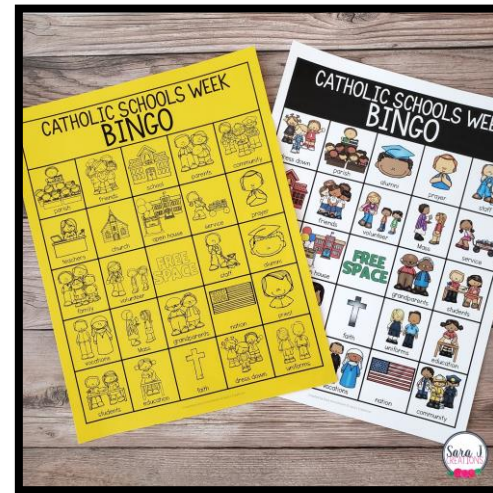 CATHOLIC SCHOOLS WEEK
BINGO
parish
friends
school
parents
community
teachers
church
open house
service
prayer
family
volunteer
FREE
SPACE
staff
alumni
vocations
Mass
grandparents
nation
priest
students
education
faith
dress down
uniforms
CATHOLIC SCHOOLS WEE
BINGO
dress down
parish
alumni
prayer
staff
friends
volunteer
Mass
service
house
FREE
SPACE
grandparents
students
faith
uniforms
education
vocations
nation
community
Sara J
CREATIONS